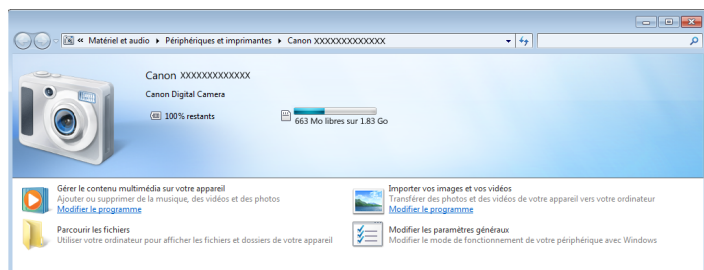 « Matériel et audio ▸ Périphériques et imprimantes ▸ Canon XXXXXXXXXXXXX
Canon XXXXXXXXXXXXX
Canon Digital Camera
100% restants
663 Mo libres sur 1.83 Go
Gérer le contenu multimédia sur votre appareil
Ajouter ou supprimer de la musique, des vidéos et des photos
Modifier le programme
Importer vos images et vos vidéos
Transférer des photos et des vidéos de votre appareil vers votre ordinateur
Modifier le programme
Parcourir les fichiers
Utiliser votre ordinateur pour afficher les fichiers et dossiers de votre appareil
Modifier les paramètres généraux
Modifier le mode de fonctionnement de votre périphérique avec Windows